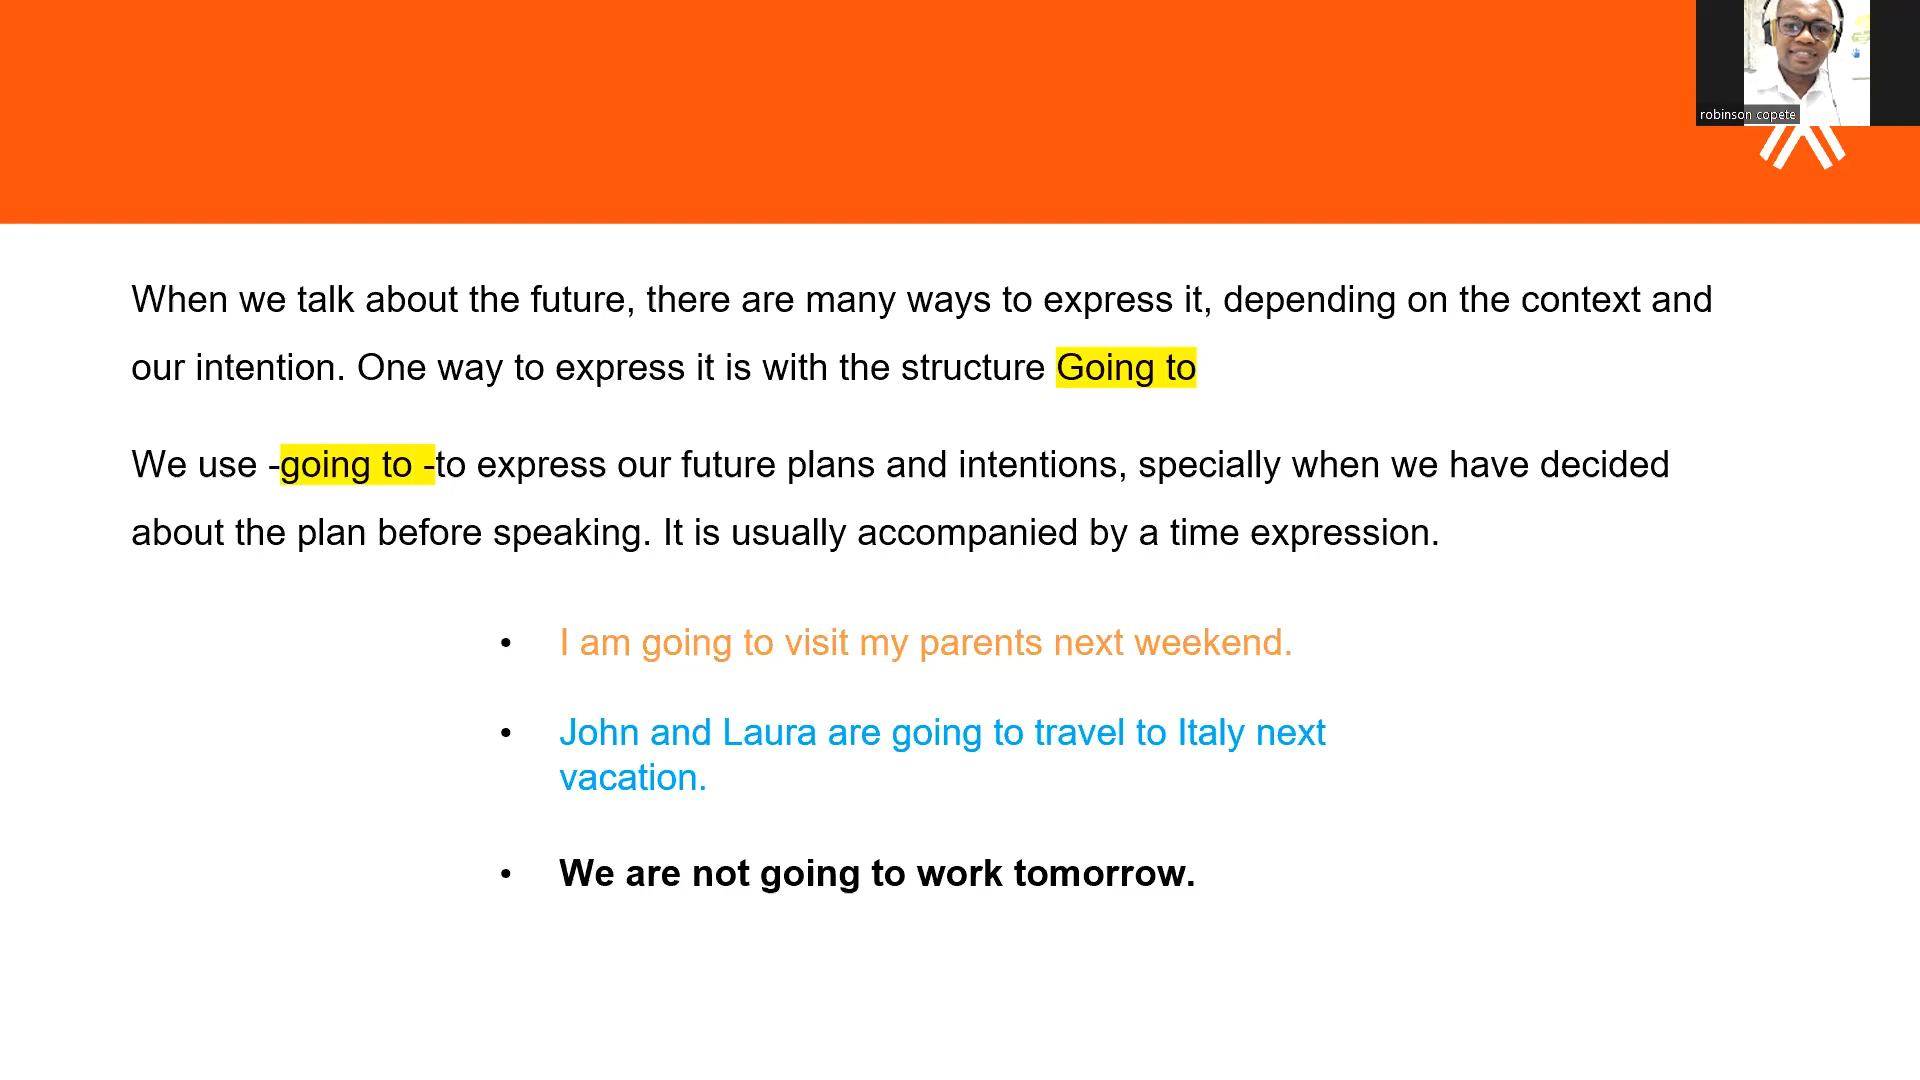 robinson copete
When we talk about the future, there are many ways to express it, depending on the context and
our intention. One way to express it is with the structure Going to
We use -going to -to express our future plans and intentions, specially when we have decided
about the plan before speaking. It is usually accompanied by a time expression.
• I am going to visit my parents next weekend.
• John and Laura are going to travel to Italy next
vacation.
• We are not going to work tomorrow.